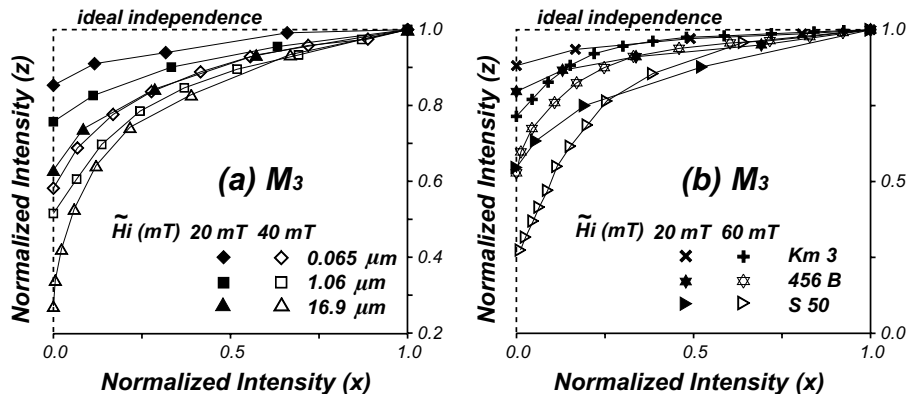 ideal independence
1.0
0.8
0.6
0.4
0.2
Normalized Intensity (z)
(a) M3
H̃i (mT) 20 mT 40 mT
0.065 μm
1.06 μm
16.9 μm
0.0 0.5 1.0
Normalized Intensity (x)
ideal independence
1.0
0.5
0.0
Normalized Intensity (z)
(b) M3
H̃i (mT) 20 mT 60 mT
Km 3
456 B
S 50
0.0 0.5 1.0
Normalized Intensity (x)